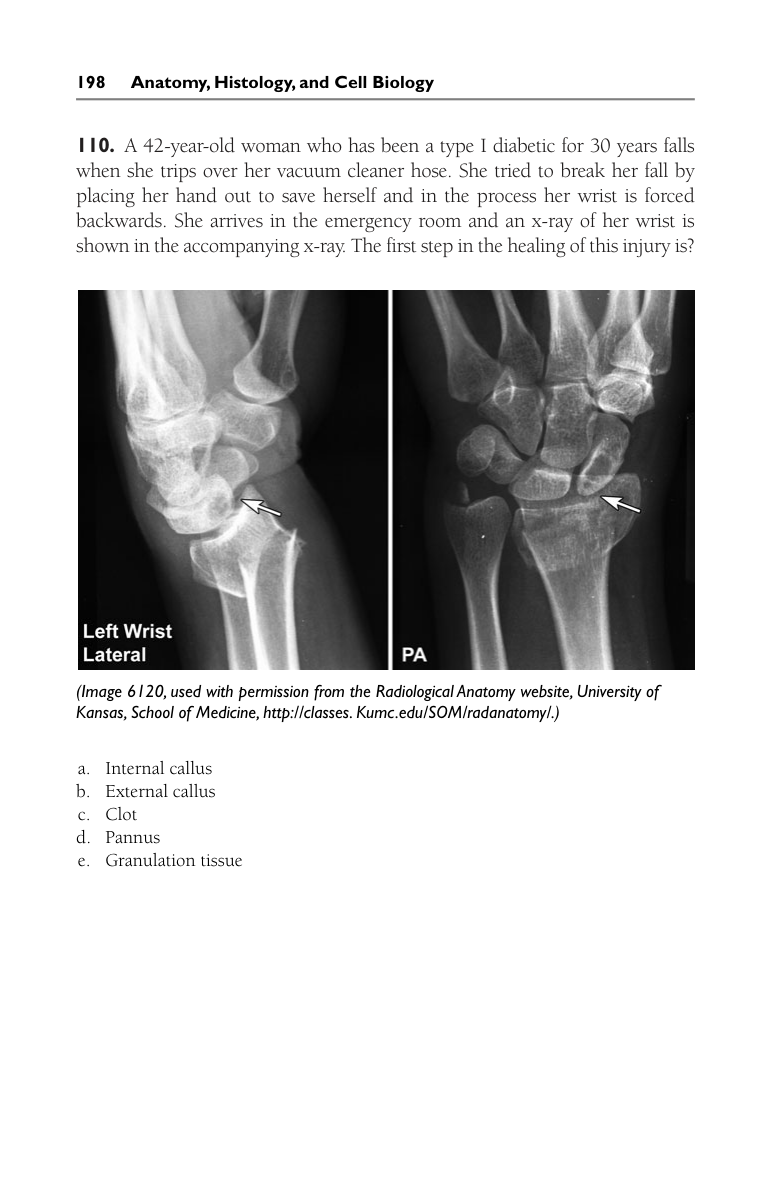 198 Anatomy, Histology, and Cell Biology
110. A 42-year-old woman who has been a type I diabetic for 30 years falls
when she trips over her vacuum cleaner hose. She tried to break her fall by
placing her hand out to save herself and in the process her wrist is forced
backwards. She arrives in the emergency room and an x-ray of her wrist is
shown in the accompanying x-ray. The first step in the healing of this injury is?
Left Wrist
Lateral
PA
(Image 6120, used with permission from the Radiological Anatomy website, University of
Kansas, School of Medicine, http://classes. Kumc.edu/SOM/radanatomy/.)
a. Internal callus
b. External callus
c. Clot
d. Pannus
e. Granulation tissue